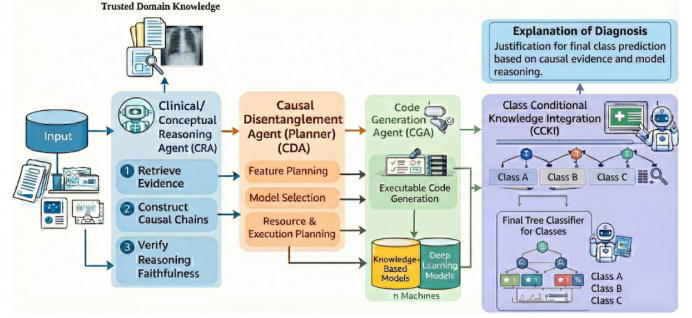 Trusted Domain Knowledge
Input
Clinical/
Conceptual
Reasoning
Agent (CRA)
1 Retrieve
Evidence
2 Construct
Causal Chains
3 Verify
Reasoning
Faithfulness
Causal
Disentanglement
Agent (Planner)
(CDA)
Feature Planning
Model Selection
Resource &
Execution Planning
Code
Generation
Agent (CGA)
Executable Code
Generation
Knowledge-
Based Models
Deep
Learning
Models
n Machines
Explanation of Diagnosis
Justification for final class prediction
based on causal evidence and model
reasoning.
Class Conditional
Knowledge Integration
(CCKI)
Class A
Class B
Class C
Final Tree Classifier
for Classes
Class A
Class B
Class C